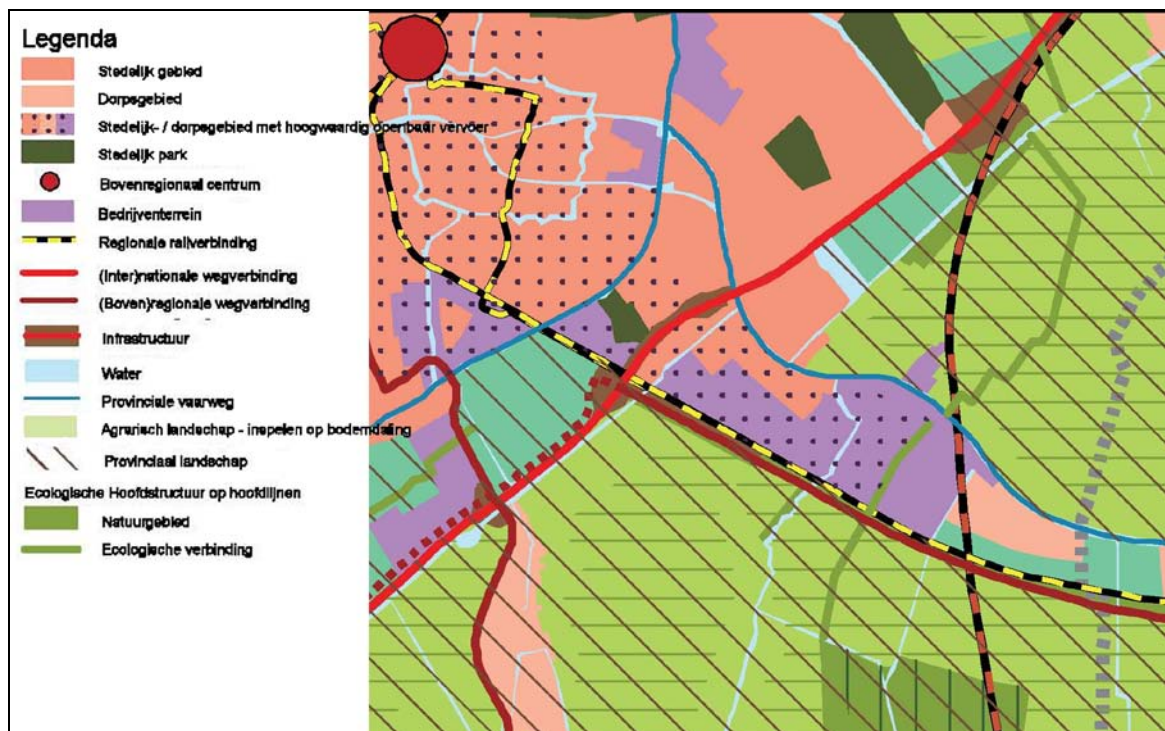 Legenda
Stedelijk gebied
Dorpsgebied
Stedelijk- / dorpsgebied met hoogwaardig openbaar vervoer
Stedelijk park
Bovenregionaal centrum
Bedrijventerrein
Regionale railverbinding
(Inter)nationale wegverbinding
(Boven)regionale wegverbinding
Infrastructuur
Water
Provinciale vaarweg
Agrarisch landschap - inspelen op bodemdaling
Provinciaal landschap
Ecologische Hoofdstructuur op hoofdlijnen
Natuurgebied
Ecologische verbinding